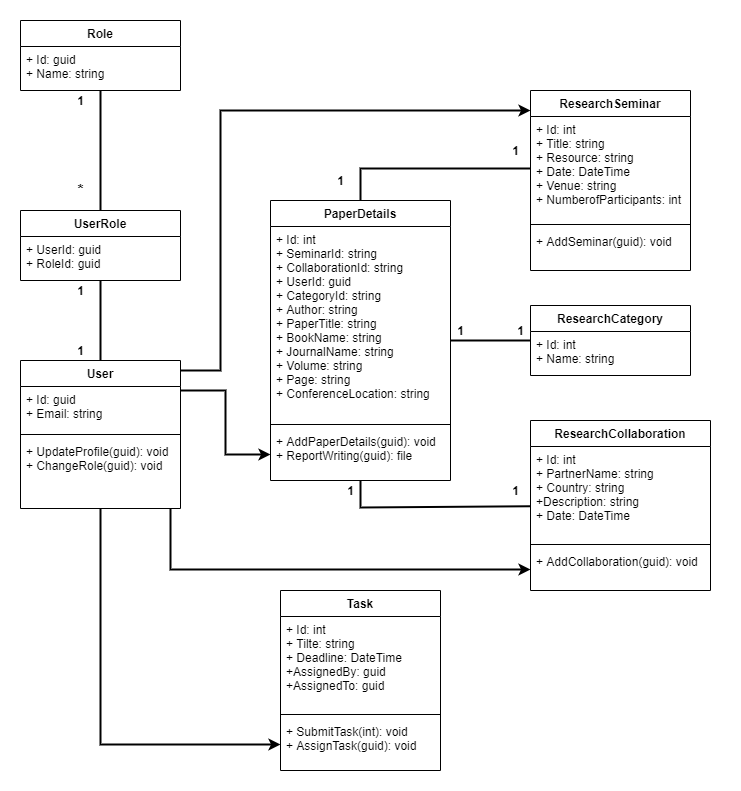 Role
+ Id: guid
+ Name: string
1
*
UserRole
+ UserId: guid
+ RoleId: guid
1
1
User
+ Id: guid
+ Email: string
+ UpdateProfile(guid): void
+ ChangeRole(guid): void
ResearchSeminar
+ Id: int
+ Title: string
+ Resource: string
+ Date: DateTime
+ Venue: string
+ NumberofParticipants: int
+ AddSeminar(guid): void
1
1
PaperDetails
+ Id: int
+ SeminarId: string
+ CollaborationId: string
+ UserId: guid
+ CategoryId: string
+ Author: string
+ PaperTitle: string
+ BookName: string
+ JournalName: string
+ Volume: string
+ Page: string
+ ConferenceLocation: string
+ AddPaperDetails(guid): void
+ ReportWriting(guid): file
1
1
ResearchCategory
+ Id: int
+ Name: string
1
1
ResearchCollaboration
+ Id: int
+ PartnerName: string
+ Country: string
+Description: string
+ Date: DateTime
+ AddCollaboration(guid): void
Task
+ Id: int
+ Tilte: string
+ Deadline: DateTime
+AssignedBy: guid
+AssignedTo: guid
+ SubmitTask(int): void
+ AssignTask(guid): void